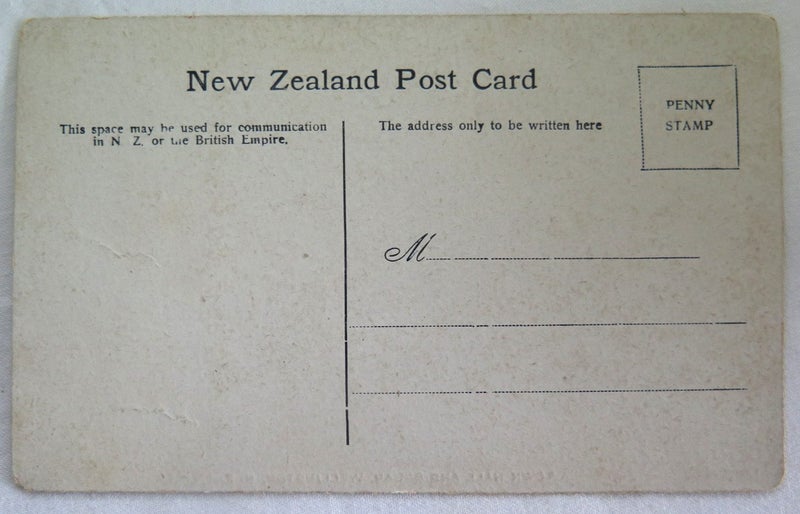 New Zealand Post Card
PENNY
STAMP
This space may be used for communication
in N. Z. or the British Empire.
The address only to be written here
M